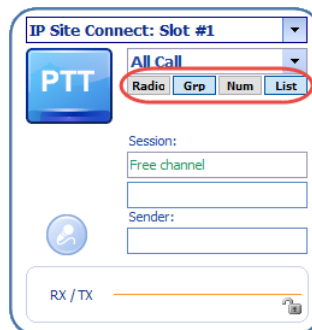 IP Site Connect: Slot #1
PTT
All Call
Radio Grp Num List
Session:
Free channel
Sender:
RX / TX